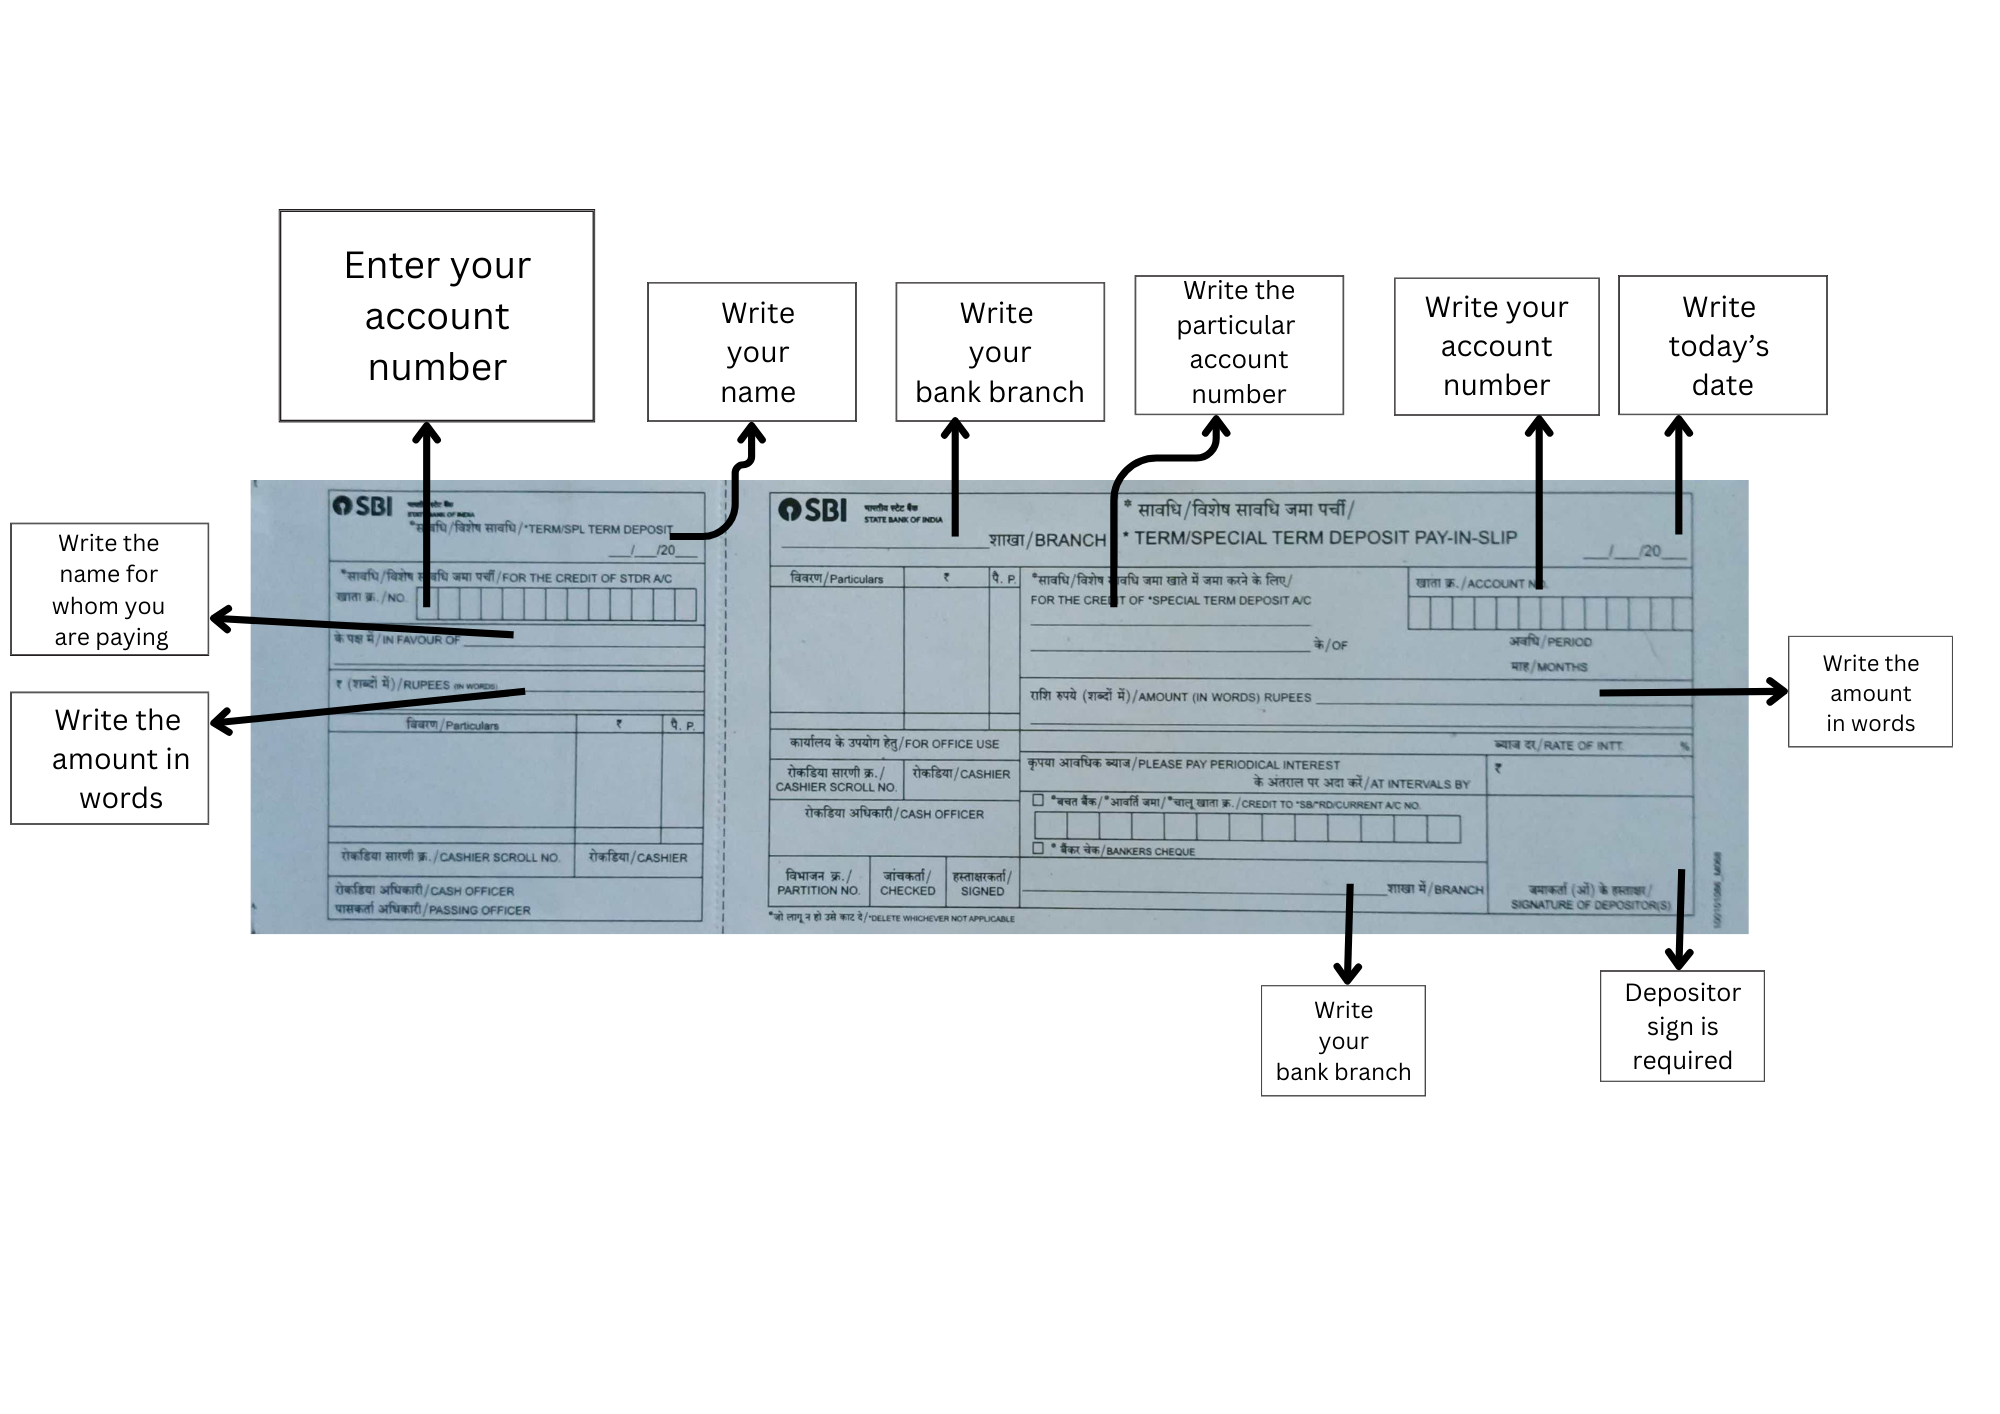 Enter your
account
number
Write
your
name
Write
your
bank branch
Write the
particular
account
number
Write your
account
number
Write
today's
date
Write the
name for
whom you
are paying
Write the
amount in
words
SBI भारतीय स्टेट बैंक
STATE BANK OF INDIA
*सावधि/विशेष सावधि/*TERM/SPL TERM DEPOSIT
___/___/20___
*सावधि/विशेष सावधि जमा पर्ची/FOR THE CREDIT OF STDR A/C
खाता क्र./NO.
के पक्ष में/IN FAVOUR OF
₹ (शब्दों में)/RUPEES (IN WORDS)
विवरण/Particulars ₹ पै. P.
रोकडिया सारणी क्र./CASHIER SCROLL NO. रोकडिया/CASHIER
रोकडिया अधिकारी/CASH OFFICER
पासकर्ता अधिकारी/PASSING OFFICER
SBI भारतीय स्टेट बैंक
STATE BANK OF INDIA
शाखा/BRANCH
* सावधि/विशेष सावधि जमा पर्ची/
* TERM/SPECIAL TERM DEPOSIT PAY-IN-SLIP
___/___/20___
विवरण/Particulars ₹ पै. P.
*सावधि/विशेष सावधि जमा खाते में जमा करने के लिए/
FOR THE CREDIT OF *SPECIAL TERM DEPOSIT A/C
के/OF
खाता क्र./ACCOUNT NO.
अवधि/PERIOD
माह/MONTHS
राशि रुपये (शब्दों में)/AMOUNT (IN WORDS) RUPEES
कार्यालय के उपयोग हेतु/FOR OFFICE USE
ब्याज दर/RATE OF INTT. %
रोकडिया सारणी क्र./
CASHIER SCROLL NO.
रोकडिया/CASHIER
कृपया आवधिक ब्याज/PLEASE PAY PERIODICAL INTEREST
के अंतराल पर अदा करें/AT INTERVALS BY
₹
रोकडिया अधिकारी/CASH OFFICER
*बचत बैंक/*आवर्ति जमा/*चालू खाता क्र./CREDIT TO *SB/*RD/CURRENT A/C NO.
* बैंकर चेक/BANKERS CHEQUE
विभाजन क्र./
PARTITION NO.
जांचकर्ता/
CHECKED
हस्ताक्षरकर्ता/
SIGNED
शाखा में/BRANCH
जमाकर्ता (ओं) के हस्ताक्षर/
SIGNATURE OF DEPOSITOR(S)
*जो लागू न हो उसे काट दे/*DELETE WHICHEVER NOT APPLICABLE
Write the
amount
in words
Write
your
bank branch
Depositor
sign is
required